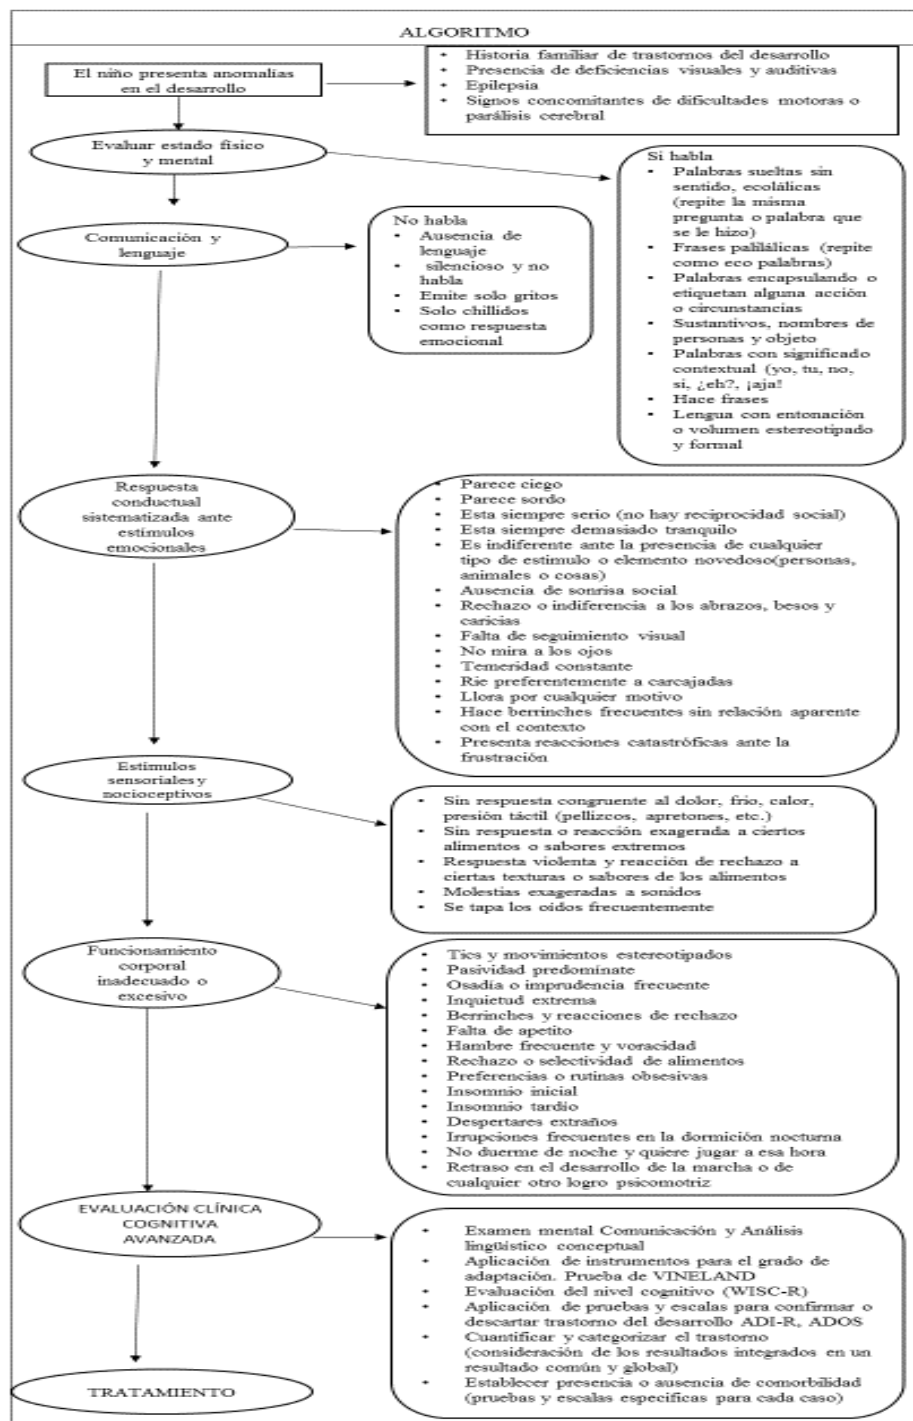 ALGORITMO
El niño presenta anomalías
en el desarrollo
• Historia familiar de trastornos del desarrollo
• Presencia de deficiencias visuales y auditivas
• Epilepsia
• Signos concomitantes de dificultades motoras o
parálisis cerebral
Evaluar estado físico
y mental
Si habla
• Palabras sueltas sin
sentido, ecolálicas
(repite la misma
pregunta o palabra que
se le hizo)
• Frases palilálicas (repite
como eco palabras)
• Palabras encapsulando o
etiquetan alguna acción
o circunstancias
• Sustantivos, nombres de
personas y objeto
• Palabras con significado
contextual (yo, tu, no,
si, ¿eh?, ¡aja!
• Hace frases
• Lengua con entonación
o volumen estereotipado
y formal
Comunicación y
lenguaje
No habla
• Ausencia de
lenguaje
• silencioso y no
habla
• Emite solo gritos
• Solo chillidos
como respuesta
emocional
Respuesta
conductual
sistematizada ante
estímulos
emocionales
• Parece ciego
• Parece sordo
• Esta siempre serio (no hay reciprocidad social)
• Esta siempre demasiado tranquilo
• Es indiferente ante la presencia de cualquier
tipo de estimulo o elemento novedoso(personas,
animales o cosas)
• Ausencia de sonrisa social
• Rechazo o indiferencia a los abrazos, besos y
caricias
• Falta de seguimiento visual
• No mira a los ojos
• Temeridad constante
• Rie preferentemente a carcajadas
• Llora por cualquier motivo
• Hace berrinches frecuentes sin relación aparente
con el contexto
• Presenta reacciones catastróficas ante la
frustración
Estímulos
sensoriales y
nocioceptivos
• Sin respuesta congruente al dolor, frio, calor,
presión táctil (pellizcos, apretones, etc.)
• Sin respuesta o reacción exagerada a ciertos
alimentos o sabores extremos
• Respuesta violenta y reacción de rechazo a
ciertas texturas o sabores de los alimentos
• Molestias exageradas a sonidos
• Se tapa los oídos frecuentemente
Funcionamiento
corporal
inadecuado o
excesivo
• Tics y movimientos estereotipados
• Pasividad predomínate
• Osadía o imprudencia frecuente
• Inquietud extrema
• Berrinches y reacciones de rechazo
• Falta de apetito
• Hambre frecuente y voracidad
• Rechazo o selectividad de alimentos
• Preferencias o rutinas obsesivas
• Insomnio inicial
• Insomnio tardío
• Despertares extraños
• Irrupciones frecuentes en la dormición nocturna
• No duerme de noche y quiere jugar a esa hora
• Retraso en el desarrollo de la marcha o de
cualquier otro logro psicomotriz
EVALUACIÓN CLÍNICA
COGNITIVA
AVANZADA
• Examen mental Comunicación y Análisis
lingüístico conceptual
• Aplicación de instrumentos para el grado de
adaptación. Prueba de VINELAND
• Evaluación del nivel cognitivo (WISC-R)
• Aplicación de pruebas y escalas para confirmar o
descartar trastorno del desarrollo ADI-R, ADOS
• Cuantificar y categorizar el trastorno
(consideración de los resultados integrados en un
resultado común y global)
• Establecer presencia o ausencia de comorbilidad
(pruebas y escalas especificas para cada caso)
TRATAMIENTO